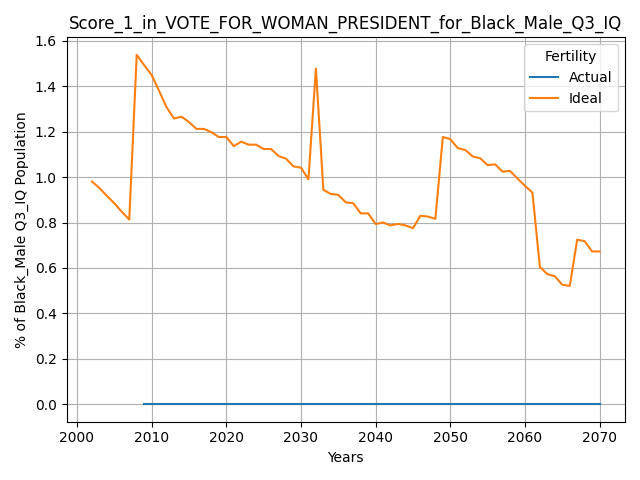 Score_1_in_VOTE_FOR_WOMAN_PRESIDENT_for_Black_Male_Q3_IQ
Fertility
Actual
Ideal
% of Black_Male Q3_IQ Population
1.6
1.4
1.2
1.0
0.8
0.6
0.4
0.2
0.0
2000 2010 2020 2030 2040 2050 2060 2070
Years